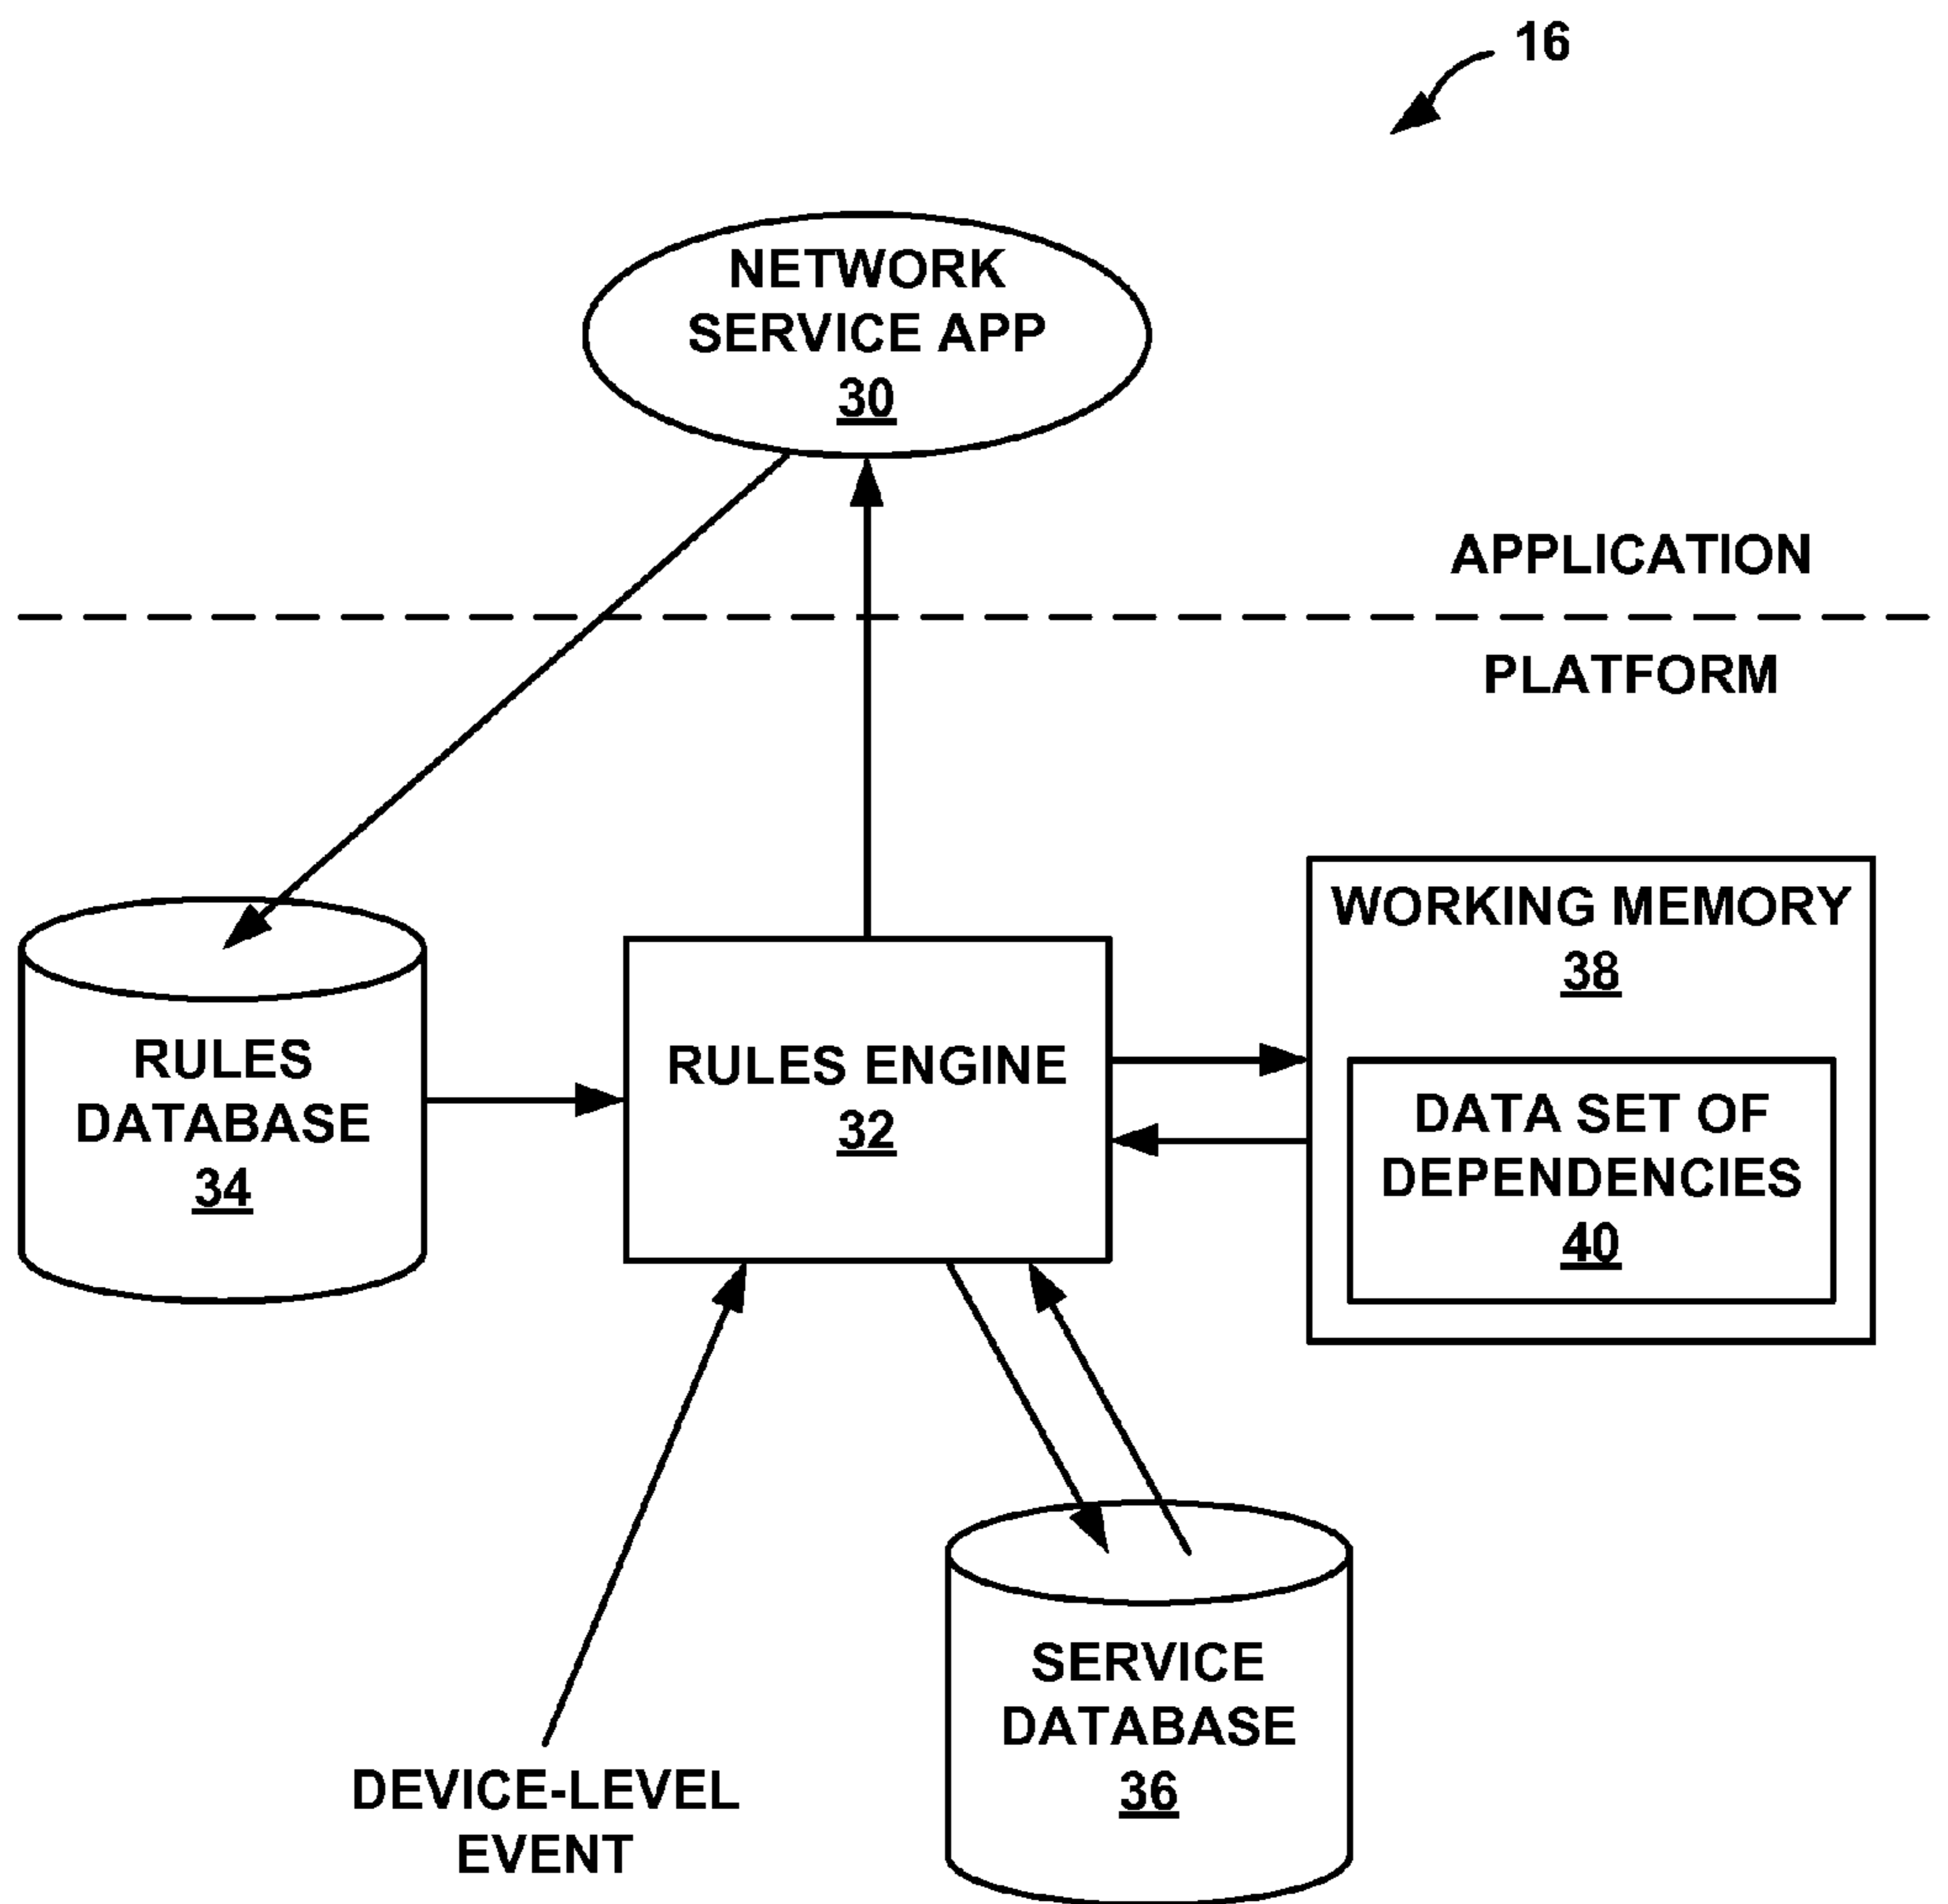 16
NETWORK
SERVICE APP
30
APPLICATION
PLATFORM
WORKING MEMORY
38
DATA SET OF
DEPENDENCIES
40
RULES
DATABASE
34
RULES ENGINE
32
SERVICE
DATABASE
36
DEVICE-LEVEL
EVENT